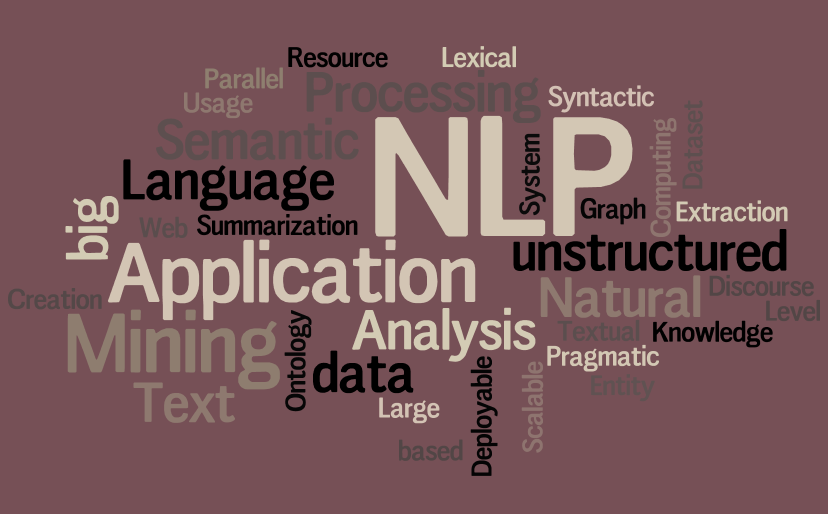 Resource
Lexical
Parallel
Processing
Usage
Syntactic
Semantic
NLP
System
Computing
Dataset
Language
big
Web
Summarization
Graph
Extraction
unstructured
Application
Creation
Natural
Discourse
Level
Mining
Ontology
Analysis
Textual
Knowledge
Pragmatic
data
Deployable
Scalable
Entity
Text
Large
based